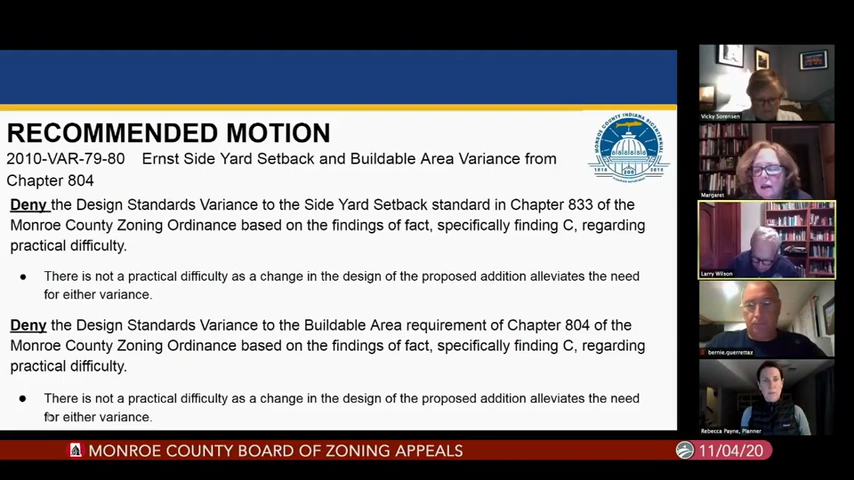 RECOMMENDED MOTION
2010-VAR-79-80 Ernst Side Yard Setback and Buildable Area Variance from
Chapter 804
Deny the Design Standards Variance to the Side Yard Setback standard in Chapter 833 of the
Monroe County Zoning Ordinance based on the findings of fact, specifically finding C, regarding
practical difficulty.
● There is not a practical difficulty as a change in the design of the proposed addition alleviates the need
for either variance.
Deny the Design Standards Variance to the Buildable Area requirement of Chapter 804 of the
Monroe County Zoning Ordinance based on the findings of fact, specifically finding C, regarding
practical difficulty.
● There is not a practical difficulty as a change in the design of the proposed addition alleviates the need
for either variance.
MONROE COUNTY INDIANA BICENTENNIAL
1818 200 2018
Vicky Sorensen
Margaret
Larry Wilson
bernie.guerrettaz
Rebecca Payne, Planner
MONROE COUNTY BOARD OF ZONING APPEALS
11/04/20